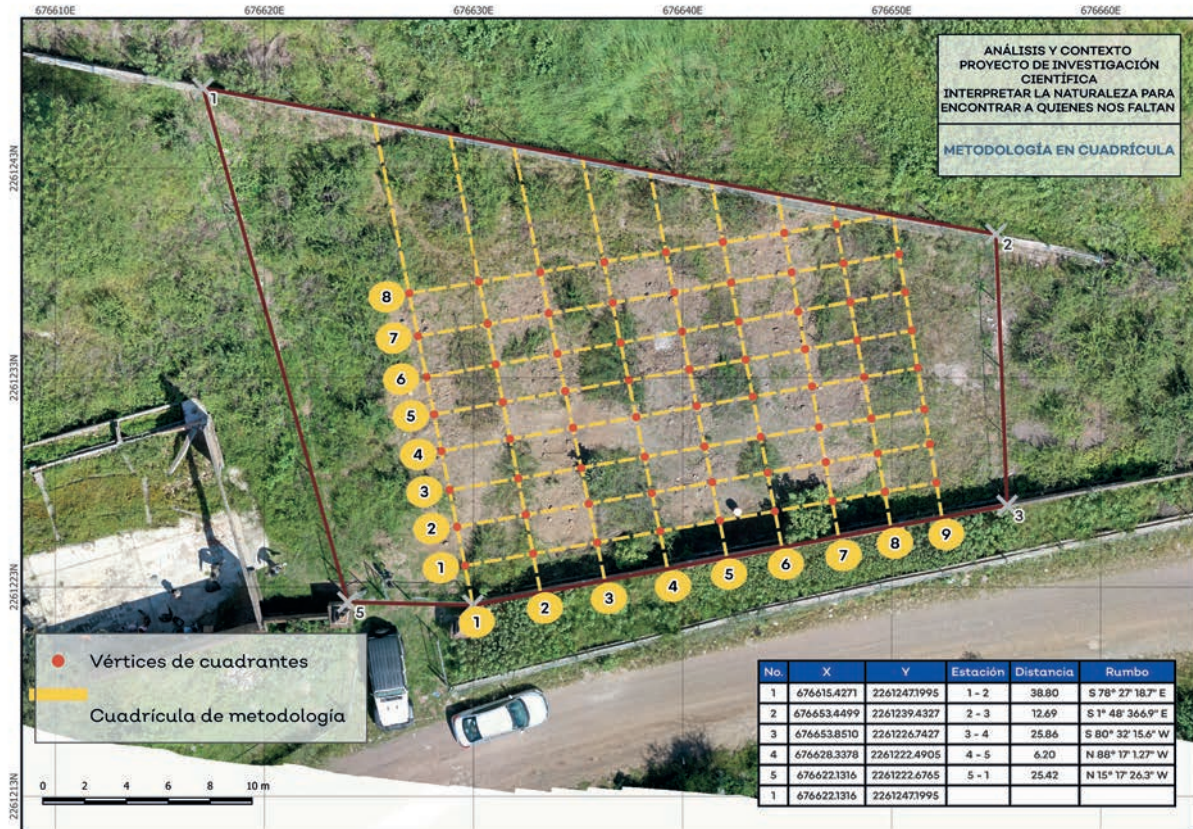 676610E 676620E 676630E 676640E 676650E 676660E
ANÁLISIS Y CONTEXTO
PROYECTO DE INVESTIGACIÓN
CIENTÍFICA
INTERPRETAR LA NATURALEZA PARA
ENCONTRAR A QUIENES NOS FALTAN
METODOLOGÍA EN CUADRÍCULA
2261243N
2261233N
2261223N
2261213N
1
2
3
5
8
7
6
5
4
3
2
1
1 2 3 4 5 6 7 8 9
Vértices de cuadrantes
Cuadrícula de metodología
0 2 4 6 8 10 m
No. X Y Estación Distancia Rumbo
1 676615.4271 2261247.1995 1 - 2 38.80 S 78° 27' 18.7" E
2 676653.4499 2261239.4327 2 - 3 12.69 S 1° 48' 366.9" E
3 676653.8510 2261226.7427 3 - 4 25.86 S 80° 32' 15.6" W
4 676628.3378 2261222.4905 4 - 5 6.20 N 88° 17' 1.27" W
5 676622.1316 2261222.6765 5 - 1 25.42 N 15° 17' 26.3" W
1 676622.1316 2261247.1995